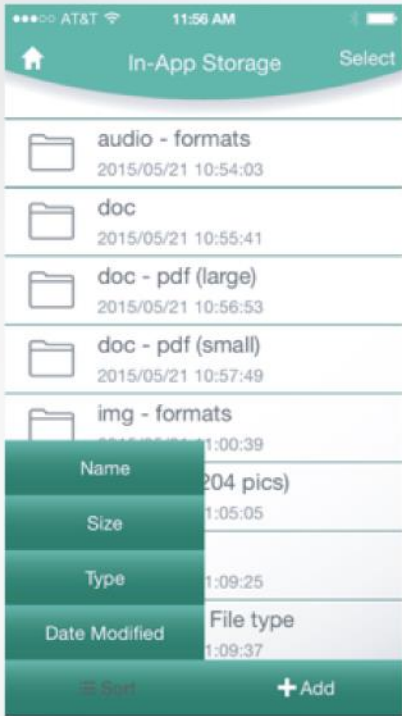 AT&T 11:56 AM
In-App Storage Select
audio - formats
2015/05/21 10:54:03
doc
2015/05/21 10:55:41
doc - pdf (large)
2015/05/21 10:56:53
doc - pdf (small)
2015/05/21 10:57:49
img - formats
1:00:39
Name
204 pics)
Size
1:05:05
Type
1:09:25
Date Modified
File type
1:09:37
Sort
Add